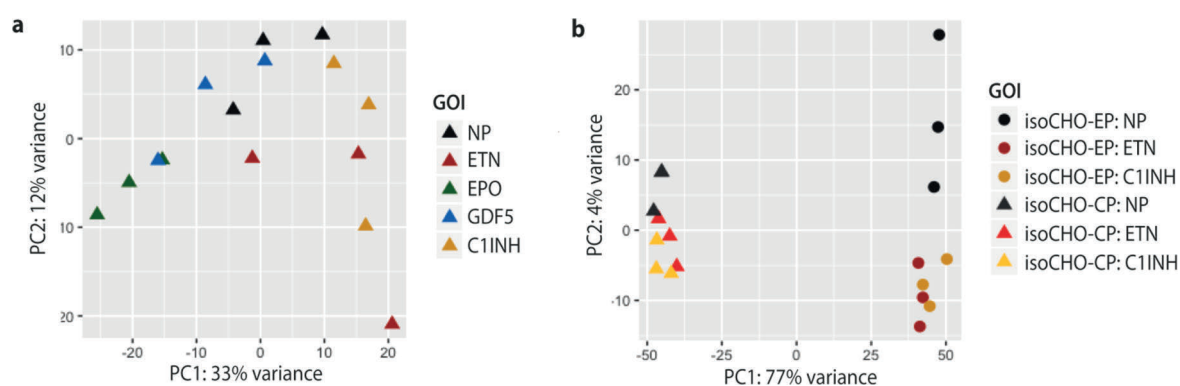 a
10
0
10
20
PC2: 12% variance
-20
-10
0
10
20
PC1: 33% variance
GOI
NP
ETN
EPO
GDF5
C1INH
b
20
10
0
-10
PC2: 4% variance
-50
-25
0
25
50
PC1: 77% variance
GOI
isoCHO-EP: NP
isoCHO-EP: ETN
isoCHO-EP: C1INH
isoCHO-CP: NP
isoCHO-CP: ETN
isoCHO-CP: C1INH